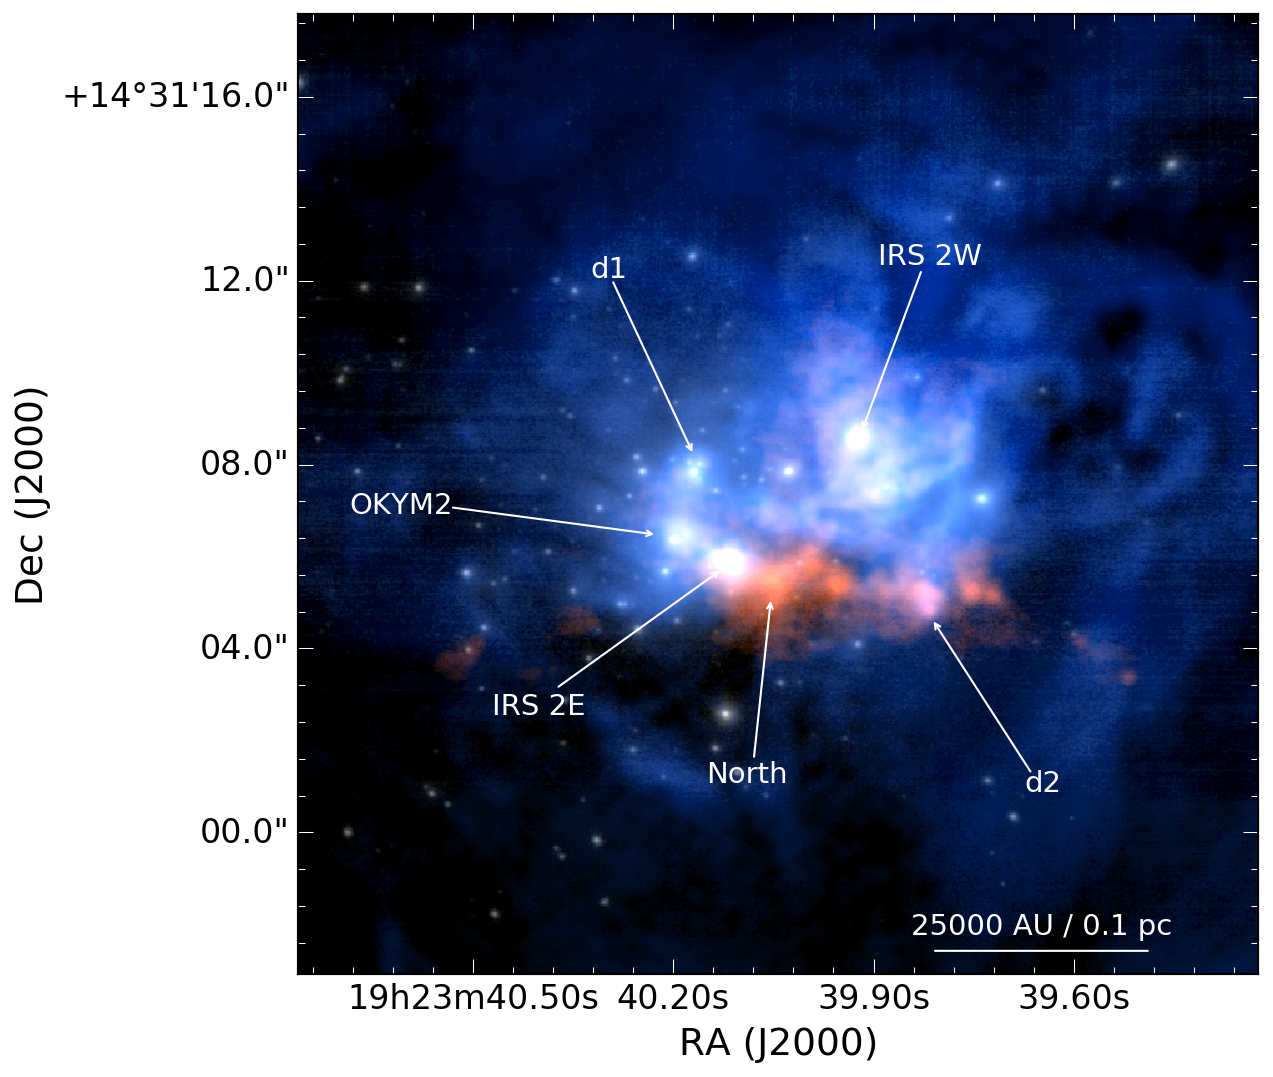 +14°31'16.0"
12.0"
08.0"
04.0"
00.0"
Dec (J2000)
d1
IRS 2W
OKYM2
IRS 2E
North
d2
25000 AU / 0.1 pc
19h23m40.50s 40.20s 39.90s 39.60s
RA (J2000)